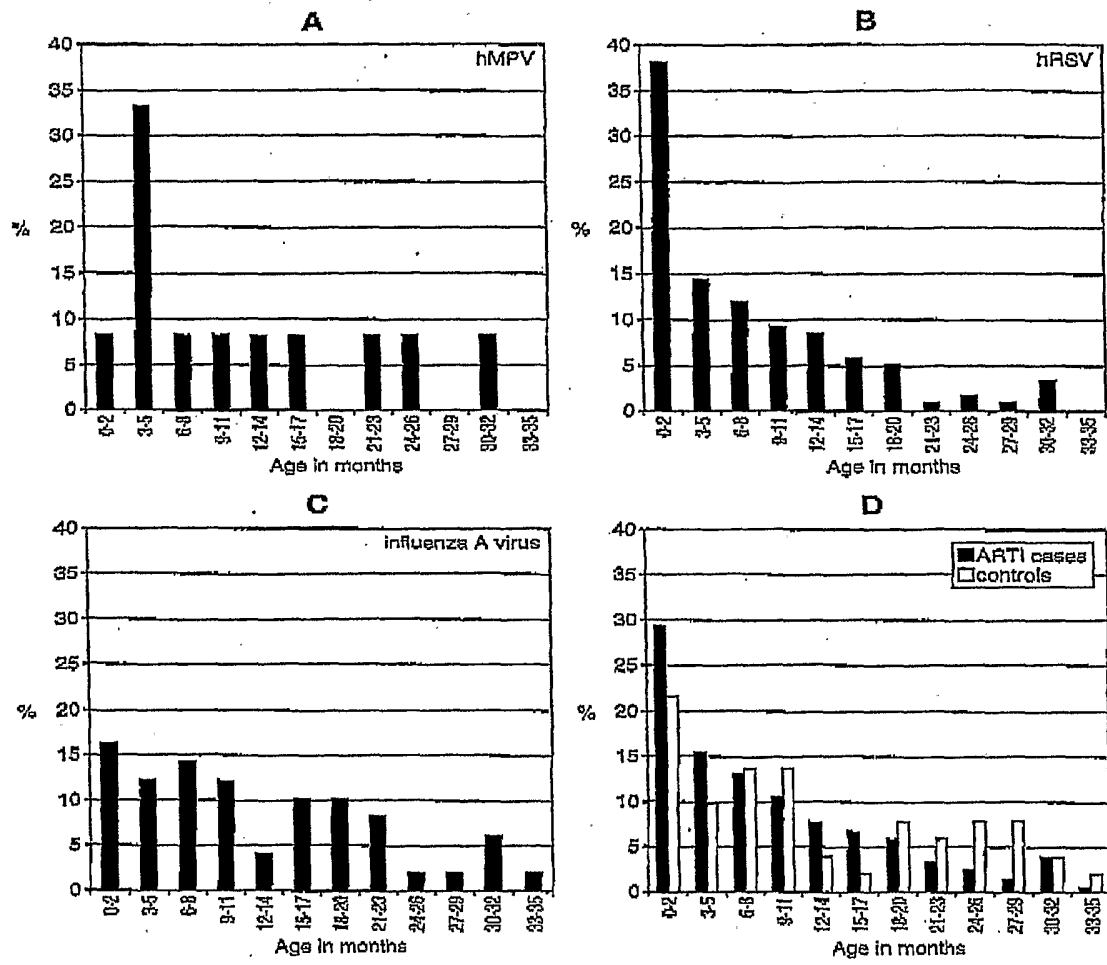 A
hMPV
40
35
30
25
20
15
10
5
0
%
0-2 3-5 6-8 9-11 12-14 15-17 18-20 21-23 24-26 27-29 30-32 33-35
Age in months
B
hRSV
40
35
30
25
20
15
10
5
0
%
0-2 3-5 6-8 9-11 12-14 15-17 18-20 21-23 24-26 27-29 30-32 33-35
Age in months
C
influenza A virus
40
35
30
25
20
15
10
5
0
%
0-2 3-5 6-8 9-11 12-14 15-17 18-20 21-23 24-26 27-29 30-32 33-35
Age in months
D
ARTI cases
controls
40
35
30
25
20
15
10
5
0
%
0-2 3-5 6-8 9-11 12-14 15-17 18-20 21-23 24-26 27-29 30-32 33-35
Age in months